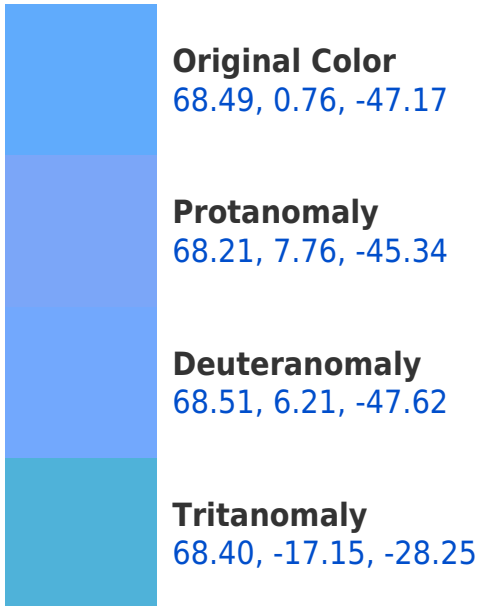 Original Color
68.49, 0.76, -47.17
Protanomaly
68.21, 7.76, -45.34
Deuteranomaly
68.51, 6.21, -47.62
Tritanomaly
68.40, -17.15, -28.25